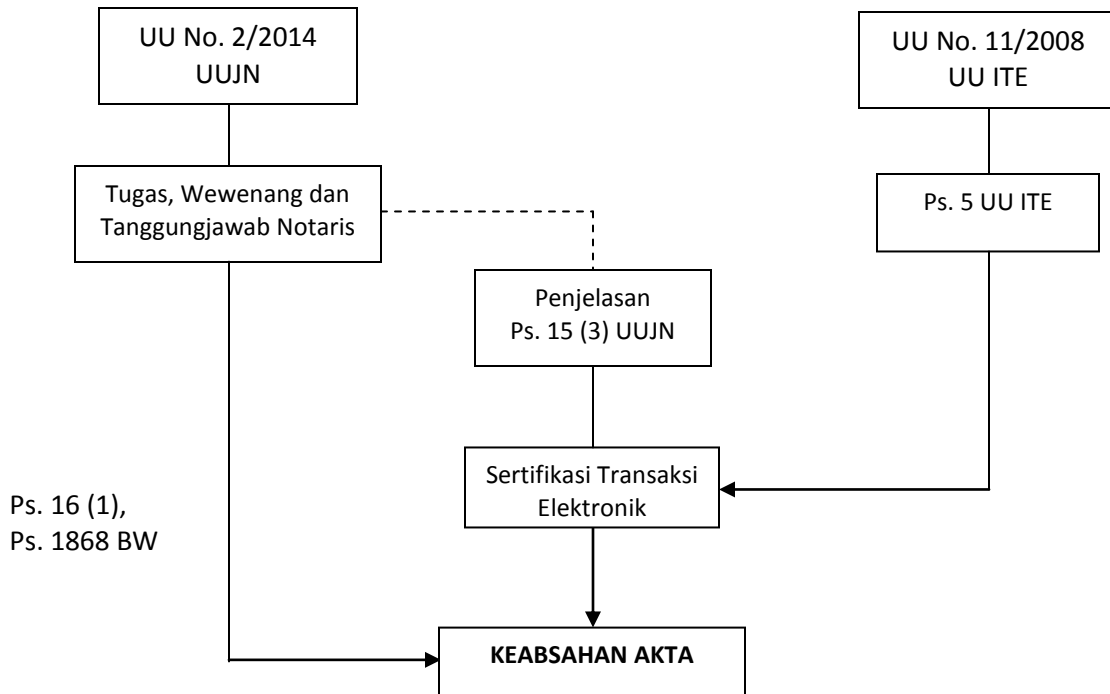 UU No. 2/2014
UUJN
UU No. 11/2008
UU ITE
Tugas, Wewenang dan
Tanggungjawab Notaris
Ps. 5 UU ITE
Penjelasan
Ps. 15 (3) UUJN
Sertifikasi Transaksi
Elektronik
Ps. 16 (1),
Ps. 1868 BW
KEABSAHAN AKTA